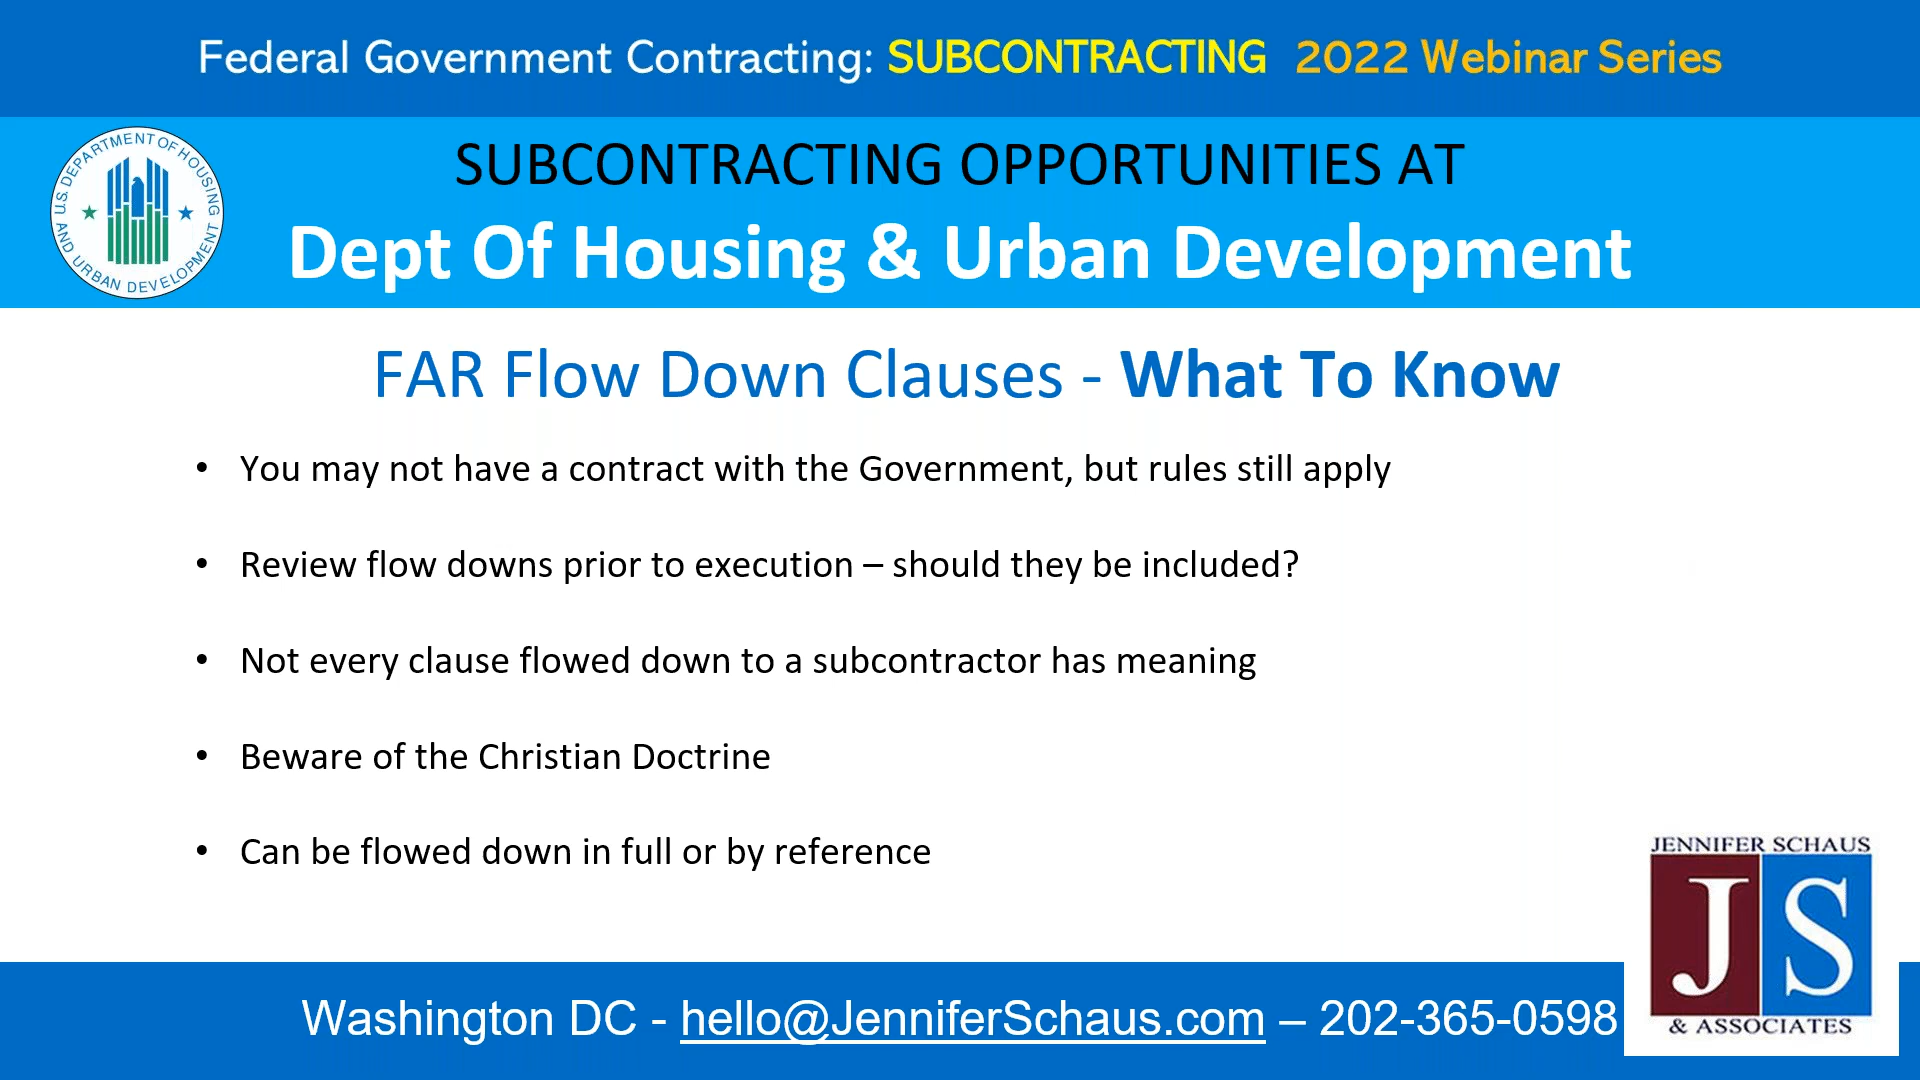 Federal Government Contracting: SUBCONTRACTING 2022 Webinar Series
U.S. DEPARTMENT OF HOUSING
AND URBAN DEVELOPMENT
SUBCONTRACTING OPPORTUNITIES AT
Dept Of Housing & Urban Development
FAR Flow Down Clauses - What To Know
• You may not have a contract with the Government, but rules still apply
• Review flow downs prior to execution – should they be included?
• Not every clause flowed down to a subcontractor has meaning
• Beware of the Christian Doctrine
• Can be flowed down in full or by reference
JENNIFER SCHAUS
JS
& ASSOCIATES
Washington DC - hello@JenniferSchaus.com – 202-365-0598